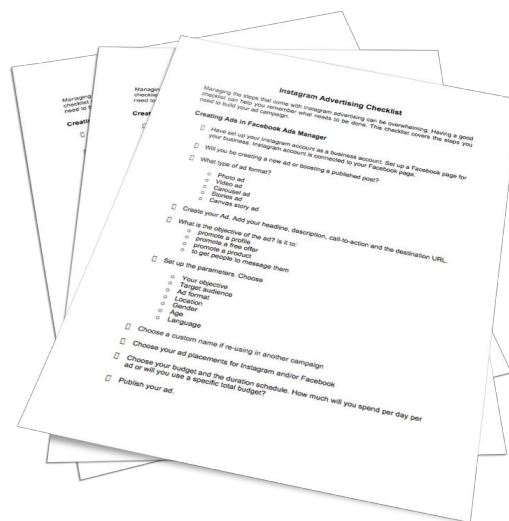 Instagram Advertising Checklist
Managing the steps that come with Instagram advertising can be overwhelming. Having a good
checklist can help you remember what needs to be done. This checklist covers the steps you
need to build your ad campaign.
Creating Ads in Facebook Ads Manager
Have set up your Instagram account as a business account. Set up a Facebook page for
your business. Instagram account is connected to your Facebook page.
Will you be creating a new ad or boosting a published post?
What type of ad format?
Photo ad
Video ad
Carousel ad
Stories ad
Canvas story ad
Create your Ad. Add your headline, description, call-to-action and the destination URL.
What is the objective of the ad? Is it to:
promote a profile
promote a free offer
promote a product
to get people to message them
Set up the parameters. Choose
Your objective
Target audience
Ad format
Location
Gender
Age
Language
Choose a custom name if re-using in another campaign
Choose your ad placements for Instagram and/or Facebook
Choose your budget and the duration schedule. How much will you spend per day per
ad or will you use a specific total budget?
Publish your ad.
Managing
checklist
need to
Creati
Managing
checklist
need to
Creati